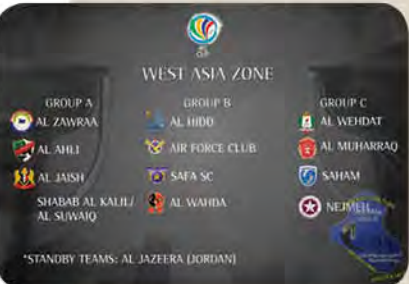 WEST ASIA ZONE
GROUP A
AL ZAWRAA
AL AHLI
AL JAISH
SHABAB AL KALIL/
AL SUWAIQ
GROUP B
AL HIDD
AIR FORCE CLUB
SAFA SC
AL WAHDA
GROUP C
AL WEHDAT
AL MUHARRAQ
SAHAM
NEJMEH
*STANDBY TEAMS: AL JAZEERA (JORDAN)